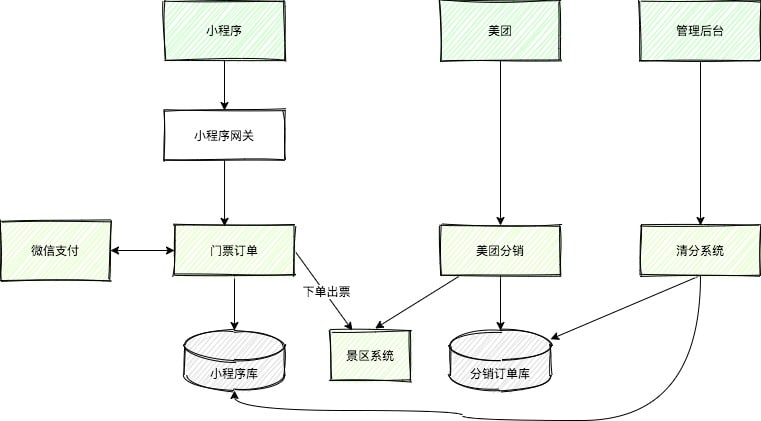 小程序
美团
管理后台
小程序网关
微信支付
门票订单
美团分销
清分系统
下单出票
小程序库
景区系统
分销订单库